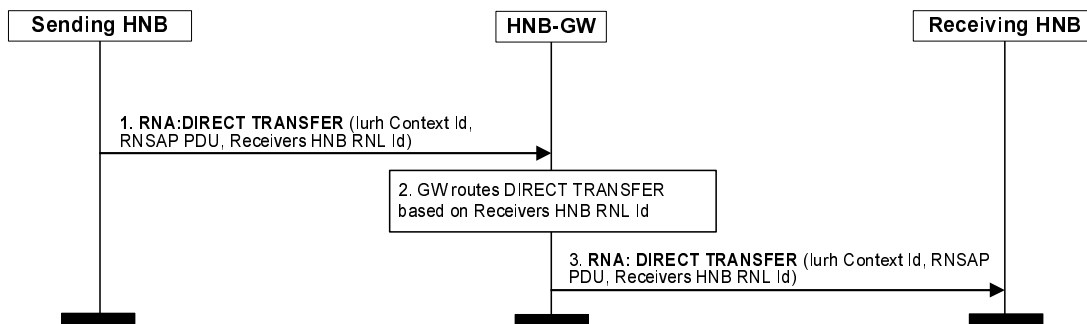 Sending HNB
HNB-GW
Receiving HNB
1. RNA:DIRECT TRANSFER (Iurh Context Id,
RNSAP PDU, Receivers HNB RNL Id)
2. GW routes DIRECT TRANSFER
based on Receivers HNB RNL Id
3. RNA: DIRECT TRANSFER (Iurh Context Id, RNSAP
PDU, Receivers HNB RNL Id)